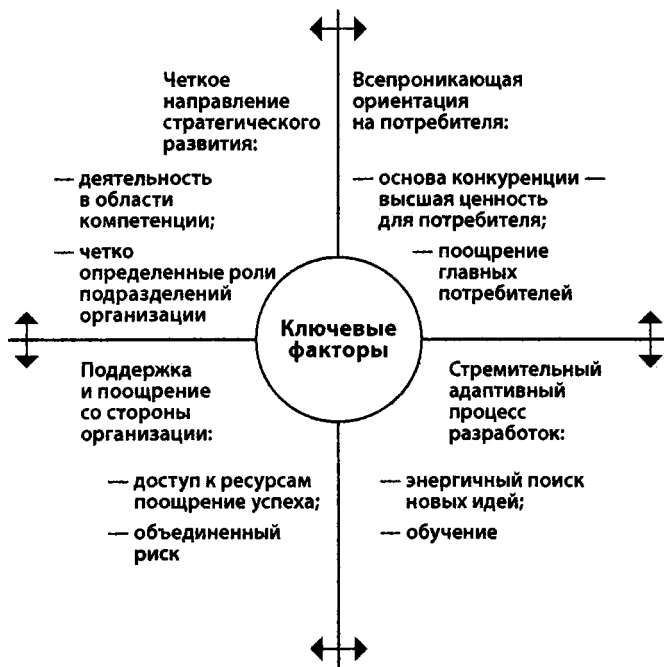 Четкое
направление
стратегического
развития:
— деятельность
в области
компетенции;
— четко
определенные роли
подразделений
организации
Всепроникающая
ориентация
на потребителя:
— основа конкуренции —
высшая ценность
для потребителя;
— поощрение
главных
потребителей
Ключевые
факторы
Поддержка
и поощрение
со стороны
организации:
— доступ к ресурсам
поощрение успеха;
— объединенный
риск
Стремительный
адаптивный
процесс
разработок:
— энергичный поиск
новых идей;
— обучение